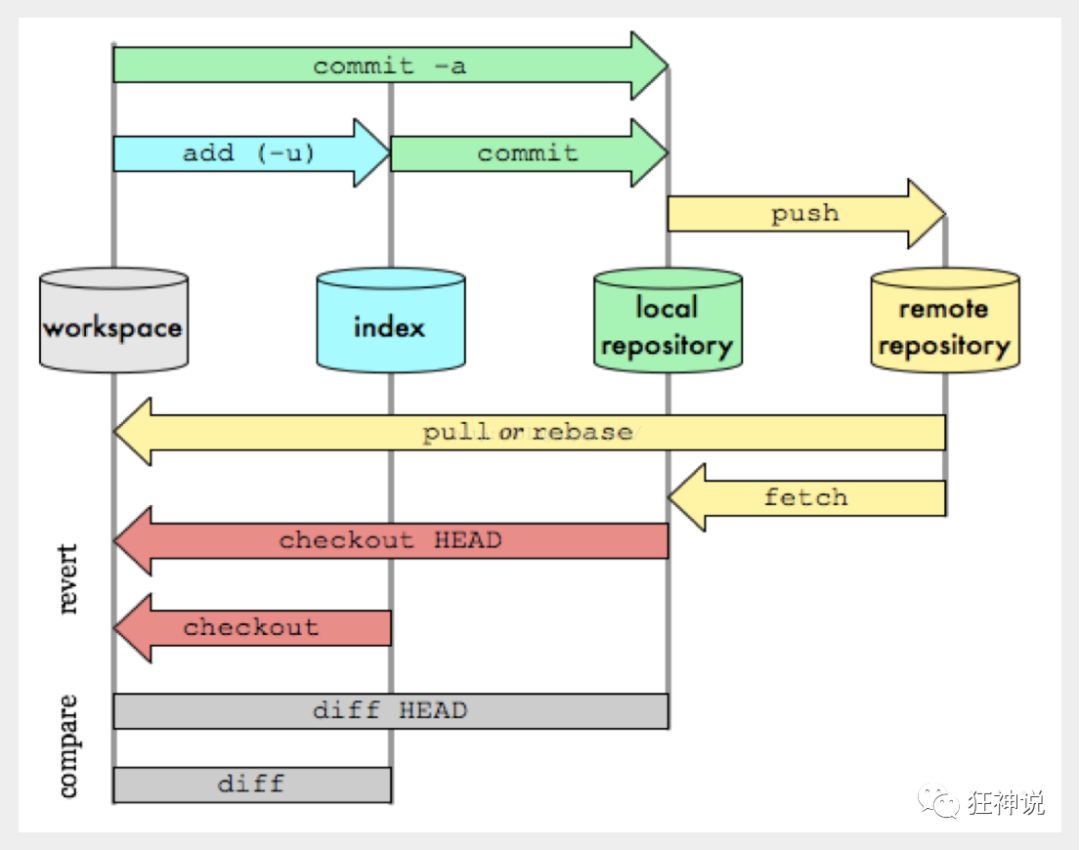 commit -a
add (-u)
commit
push
workspace
index
local
repository
remote
repository
pull or rebase
fetch
revert
checkout HEAD
checkout
compare
diff HEAD
diff
狂神说